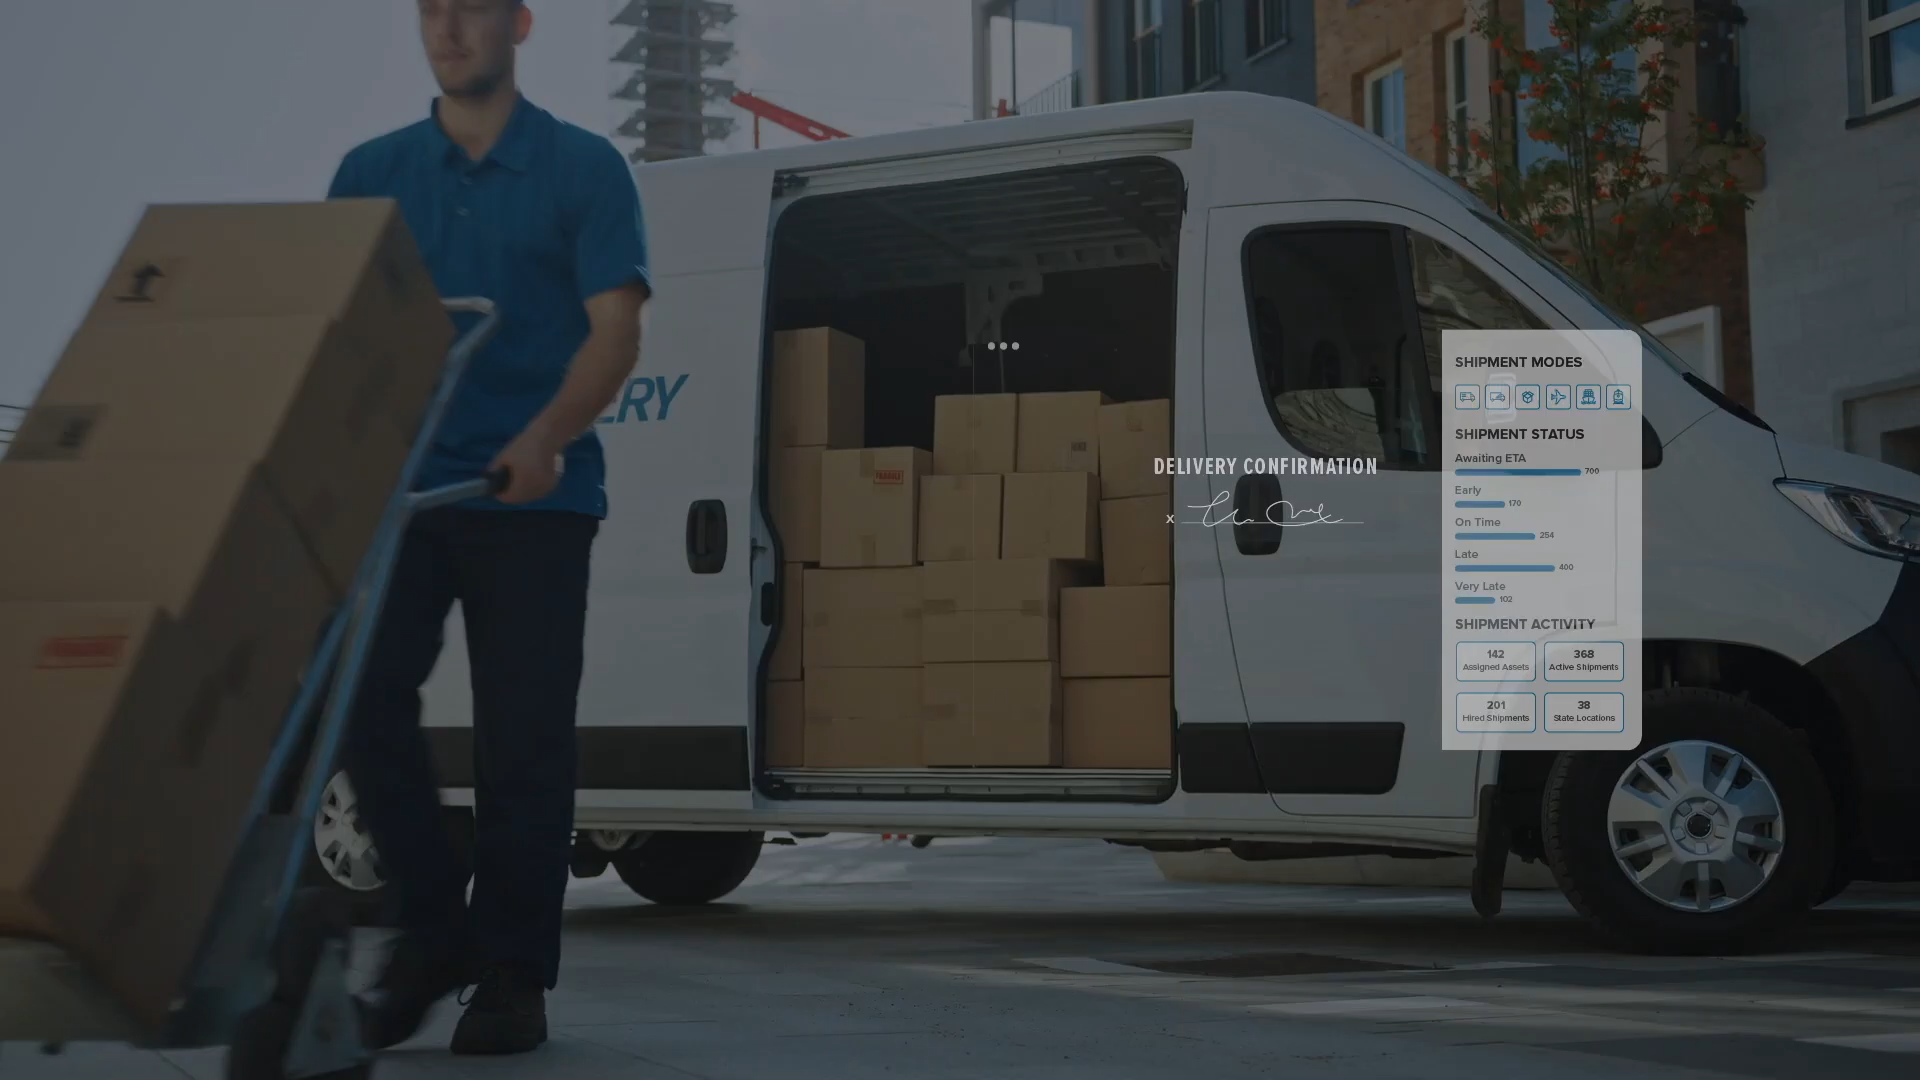 ERY
DELIVERY CONFIRMATION
x
SHIPMENT MODES
SHIPMENT STATUS
Awaiting ETA
700
Early
170
On Time
254
Late
400
Very Late
102
SHIPMENT ACTIVITY
142
Assigned Assets
368
Active Shipments
201
Hired Shipments
38
State Locations